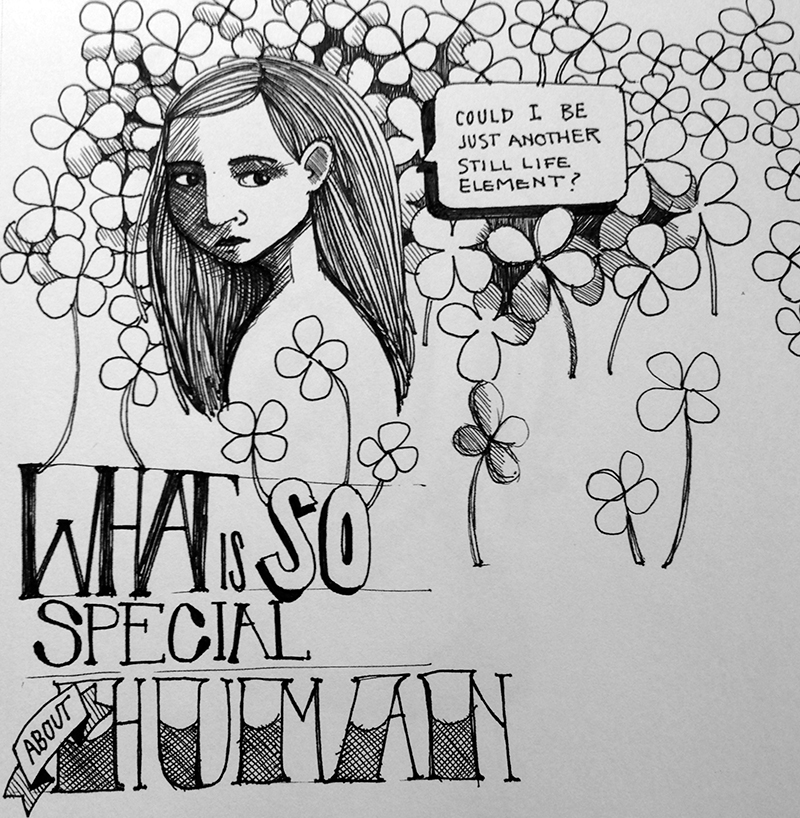 COULD I BE
JUST ANOTHER
STILL LIFE
ELEMENT?
WHAT IS SO
SPECIAL
ABOUT HUMAN